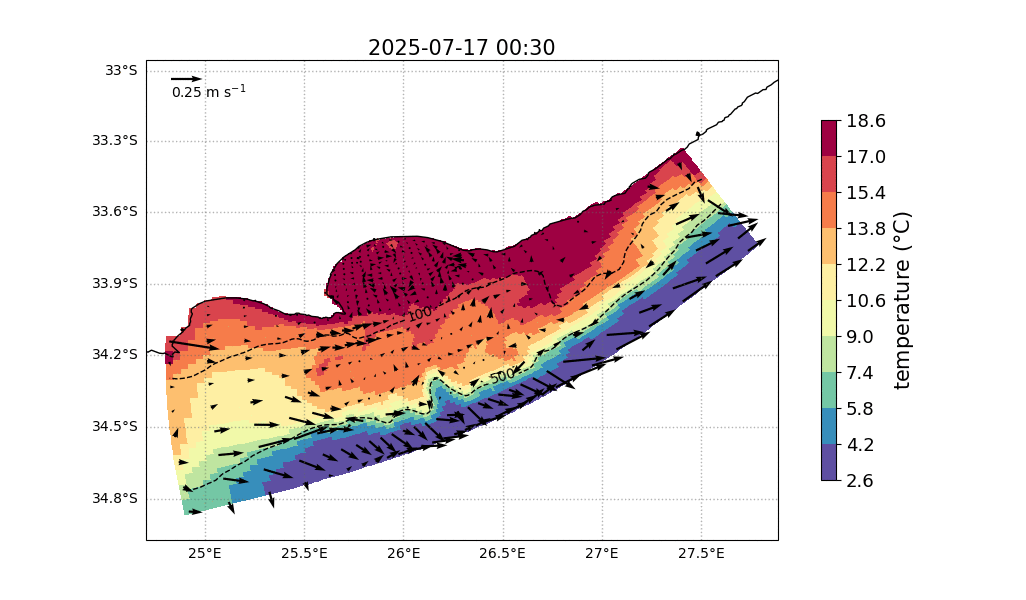 2025-07-17 00:30
33°S
33.3°S
33.6°S
33.9°S
34.2°S
34.5°S
34.8°S
0.25 m s⁻¹
100
500
25°E
25.5°E
26°E
26.5°E
27°E
27.5°E
18.6
17.0
15.4
13.8
12.2
10.6
9.0
7.4
5.8
4.2
2.6
temperature (°C)